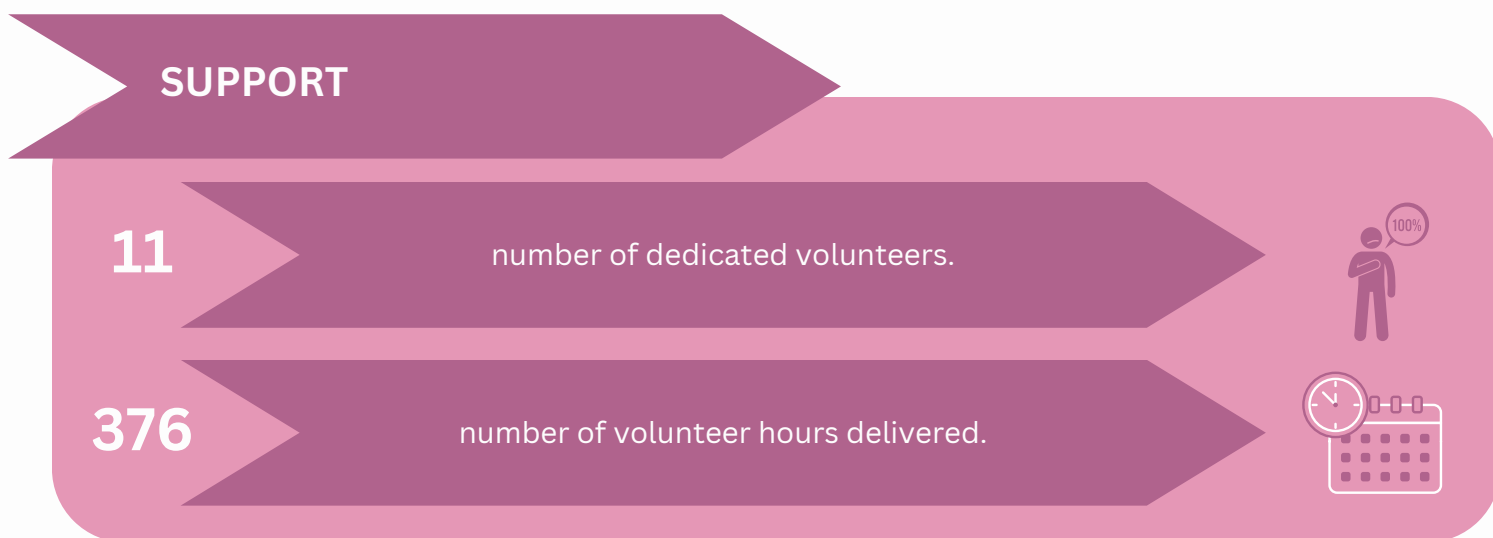 SUPPORT
11
number of dedicated volunteers.
100%
376
number of volunteer hours delivered.